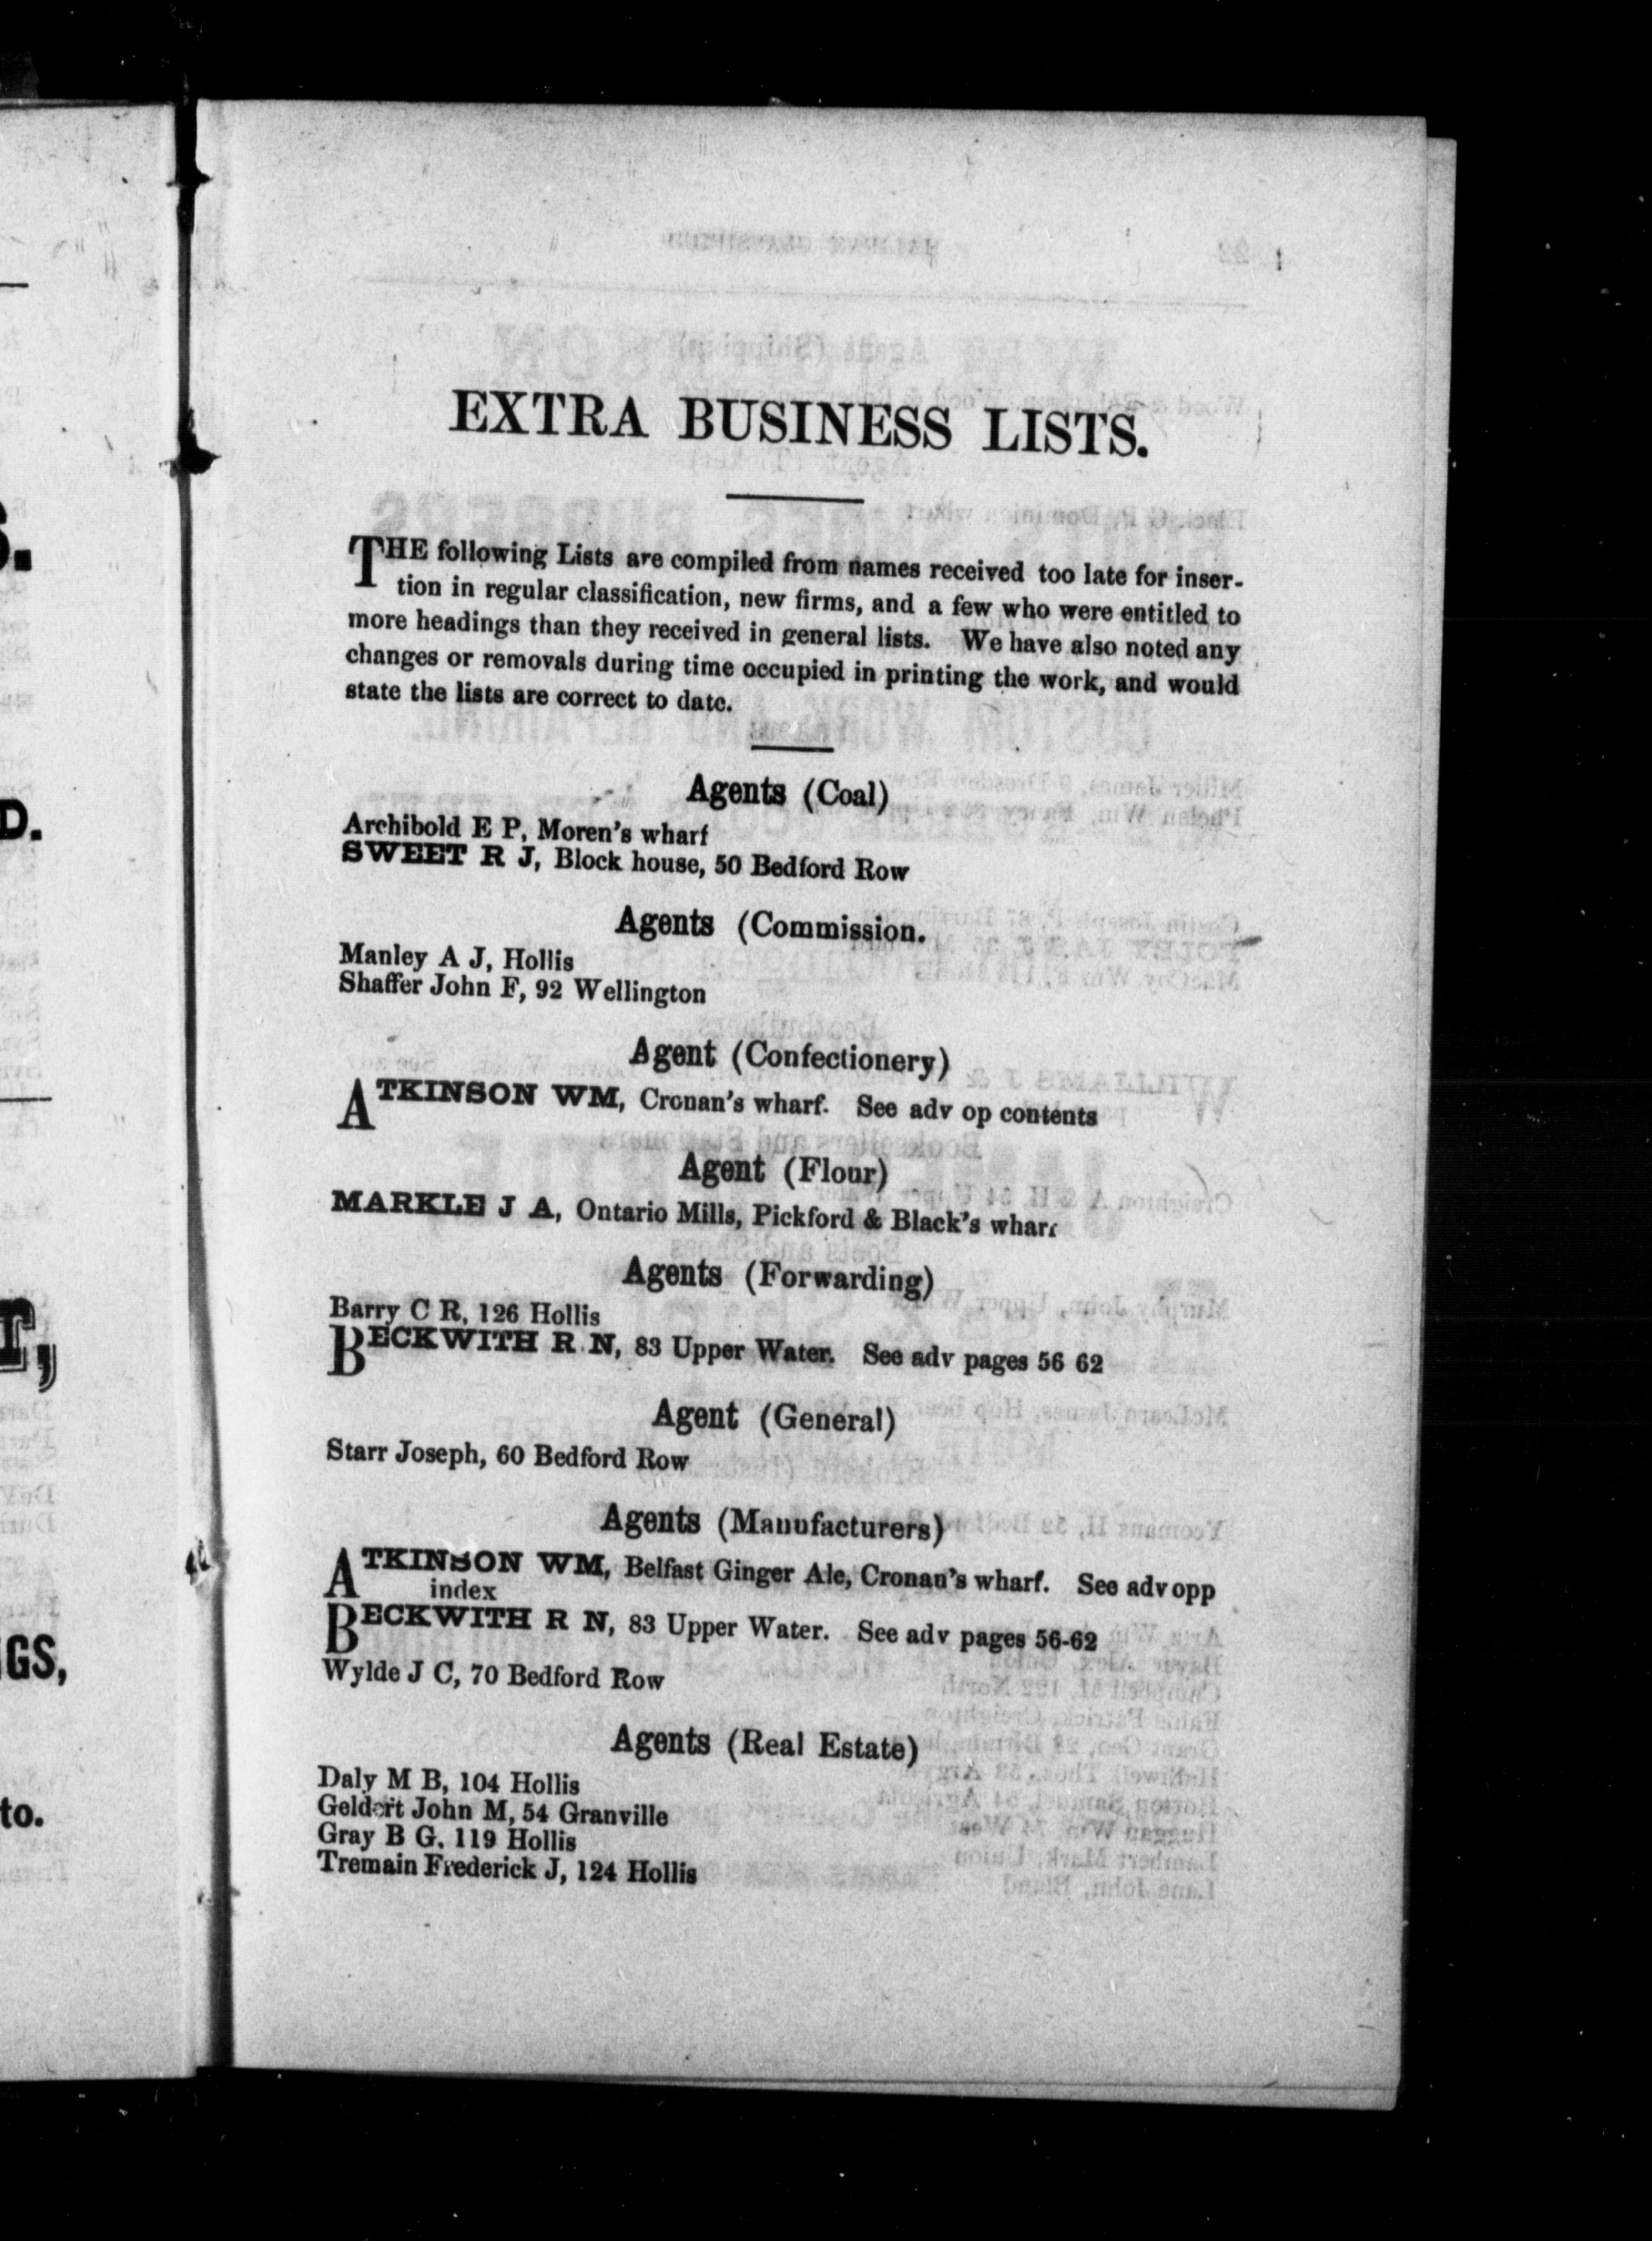 EXTRA BUSINESS LISTS.
THE following Lists are compiled from names received too late for inser-
tion in regular classification, new firms, and a few who were entitled to
more headings than they received in general lists. We have also noted any
changes or removals during time occupied in printing the work, and would
state the lists are correct to date.
Agents (Coal)
Archibold E P, Moren's wharf
SWEET R J, Block house, 50 Bedford Row
Agents (Commission.
Manley A J, Hollis
Shaffer John F, 92 Wellington
Agent (Confectionery)
ATKINSON WM, Cronan's wharf. See adv op contents
Agent (Flour)
MARKLE J A, Ontario Mills, Pickford & Black's wharf
Agents (Forwarding)
Barry C R, 126 Hollis
BECKWITH R N, 83 Upper Water. See adv pages 56 62
Agent (General)
Starr Joseph, 60 Bedford Row
Agents (Manufacturers)
ATKINSON WM, Belfast Ginger Ale, Cronan's wharf. See adv opp
index
BECKWITH R N, 83 Upper Water. See adv pages 56-62
Wylde J C, 70 Bedford Row
Agents (Real Estate)
Daly M B, 104 Hollis
Geldert John M, 54 Granville
Gray B G, 119 Hollis
Tremain Frederick J, 124 Hollis